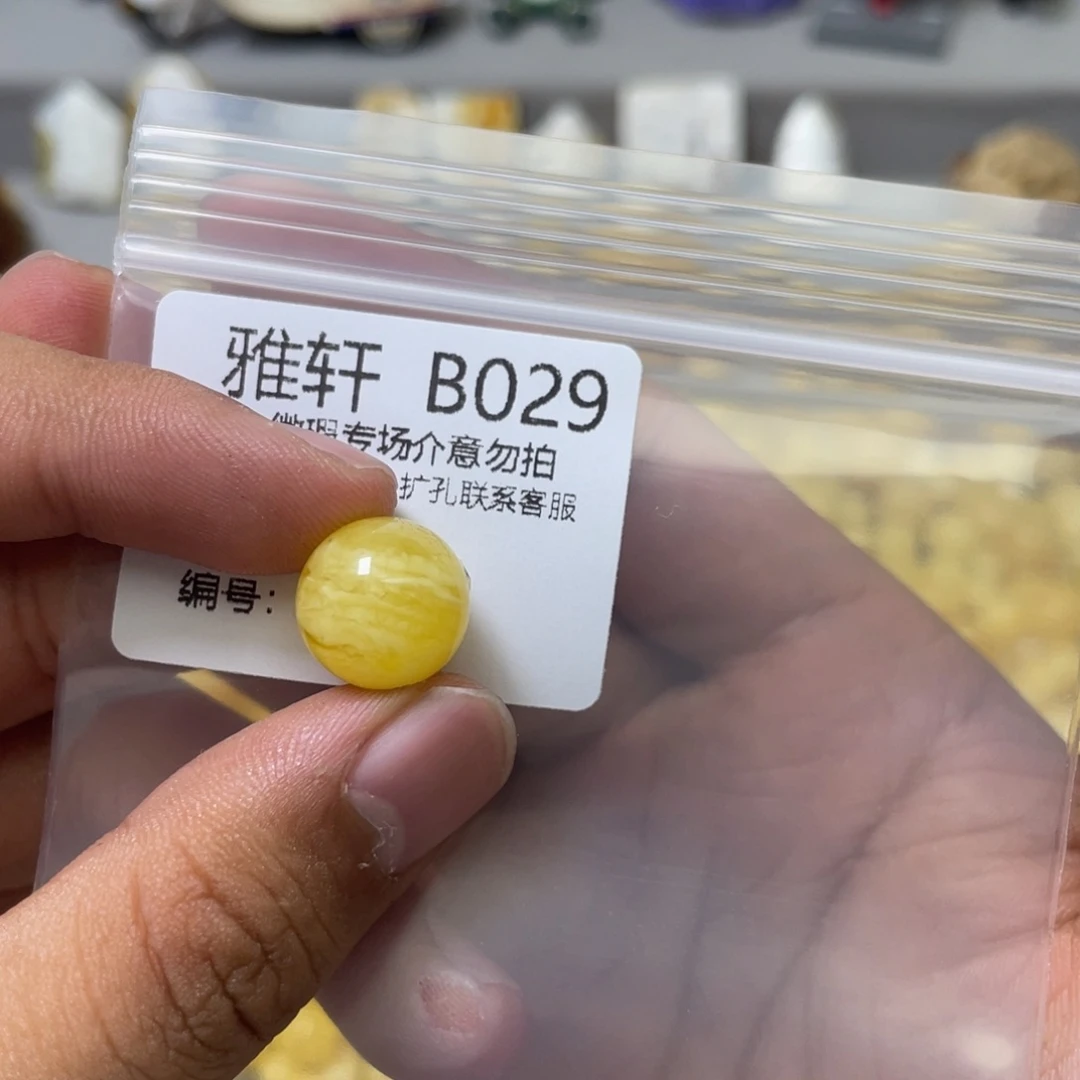 雅轩 B029
微瑕专场介意勿拍
扩孔联系客服
编号: